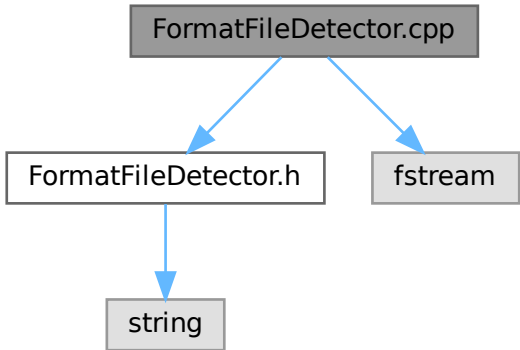 FormatFileDetector.cpp
FormatFileDetector.h
fstream
string